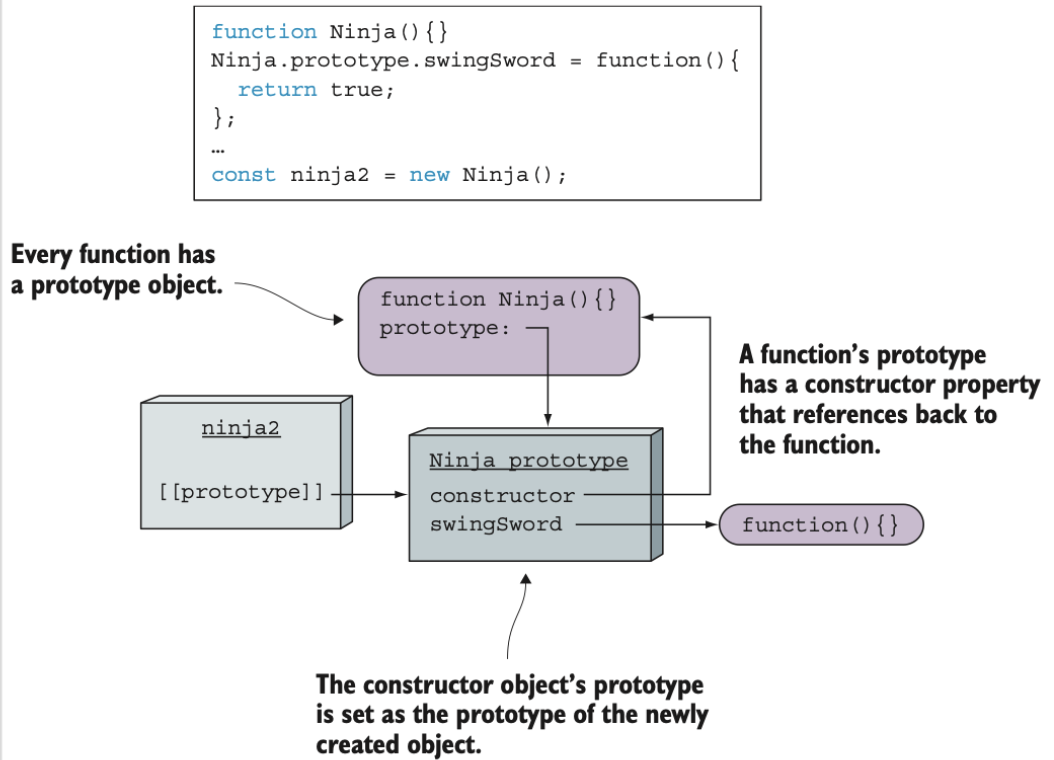 function Ninja(){}
Ninja.prototype.swingSword = function(){
  return true;
};
…
const ninja2 = new Ninja();
Every function has
a prototype object.
function Ninja(){}
prototype:
A function’s prototype
has a constructor property
that references back to
the function.
ninja2
[[prototype]]
Ninja prototype
constructor
swingSword
function(){}
The constructor object’s prototype
is set as the prototype of the newly
created object.